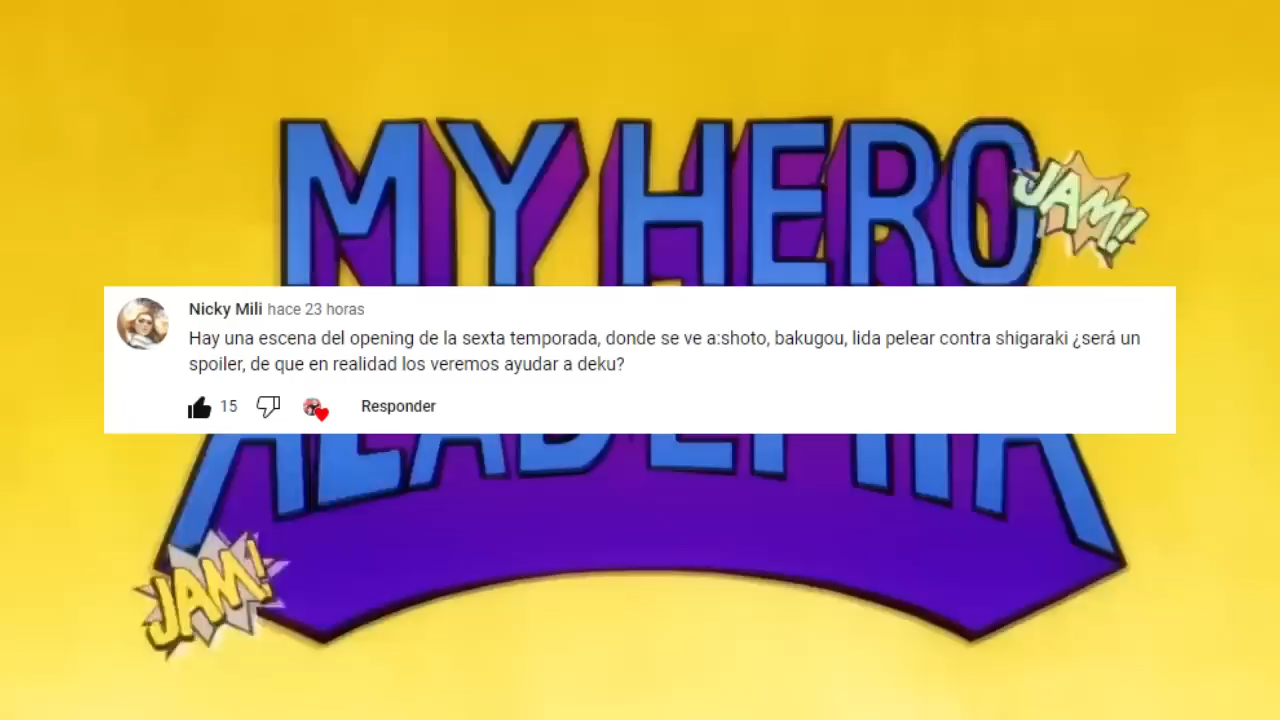 MY HERO
JAM!
Nicky Mili hace 23 horas
Hay una escena del opening de la sexta temporada, donde se ve a:shoto, bakugou, lida pelear contra shigaraki ¿será un
spoiler, de que en realidad los veremos ayudar a deku?
15
Responder
ACADEMIA
JAM!